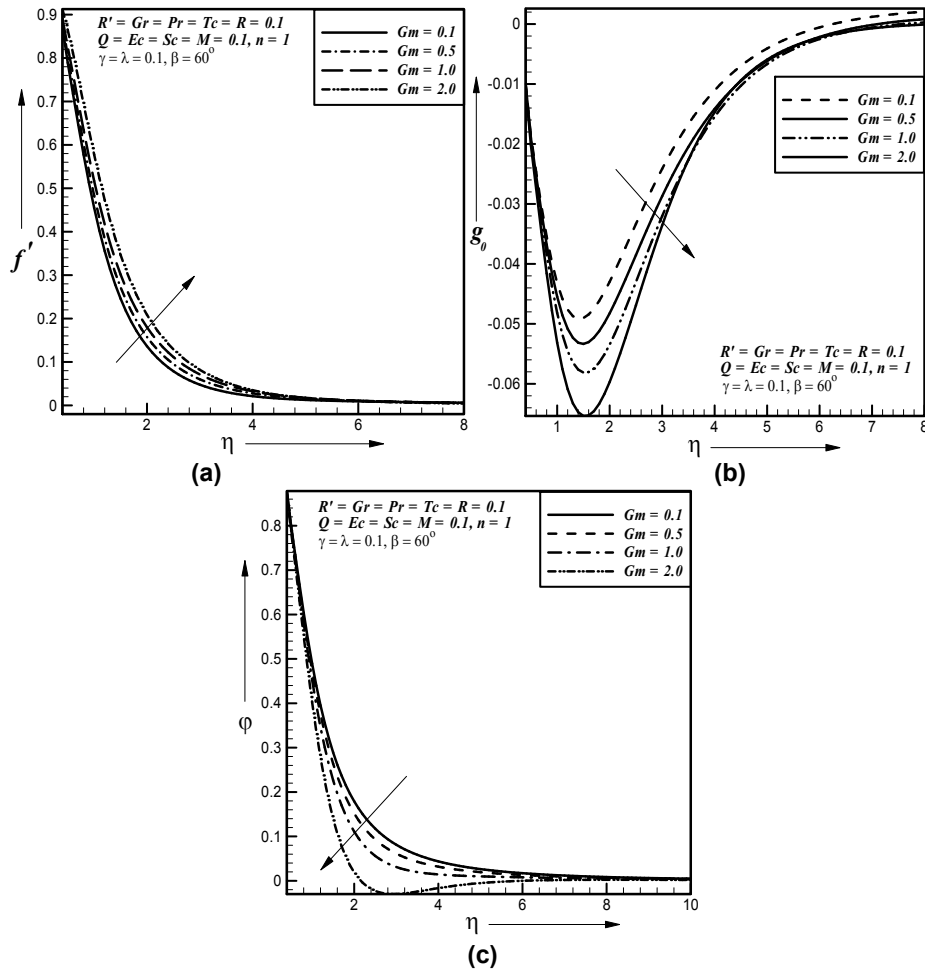 R' = Gr = Pr = Tc = R = 0.1
Q = Ec = Sc = M = 0.1, n = 1
γ = λ = 0.1, β = 60°
Gm = 0.1
Gm = 0.5
Gm = 1.0
Gm = 2.0
0.9
0.8
0.7
0.6
0.5
0.4
0.3
0.2
0.1
0
f'
2
4
6
8
η
(a)
0
-0.01
-0.02
-0.03
-0.04
-0.05
-0.06
g₀
Gm = 0.1
Gm = 0.5
Gm = 1.0
Gm = 2.0
R' = Gr = Pr = Tc = R = 0.1
Q = Ec = Sc = M = 0.1, n = 1
γ = λ = 0.1, β = 60°
1
2
3
4
5
6
7
8
η
(b)
R' = Gr = Pr = Tc = R = 0.1
Q = Ec = Sc = M = 0.1, n = 1
γ = λ = 0.1, β = 60°
Gm = 0.1
Gm = 0.5
Gm = 1.0
Gm = 2.0
0.8
0.7
0.6
0.5
0.4
0.3
0.2
0.1
0
φ
2
4
6
8
10
η
(c)